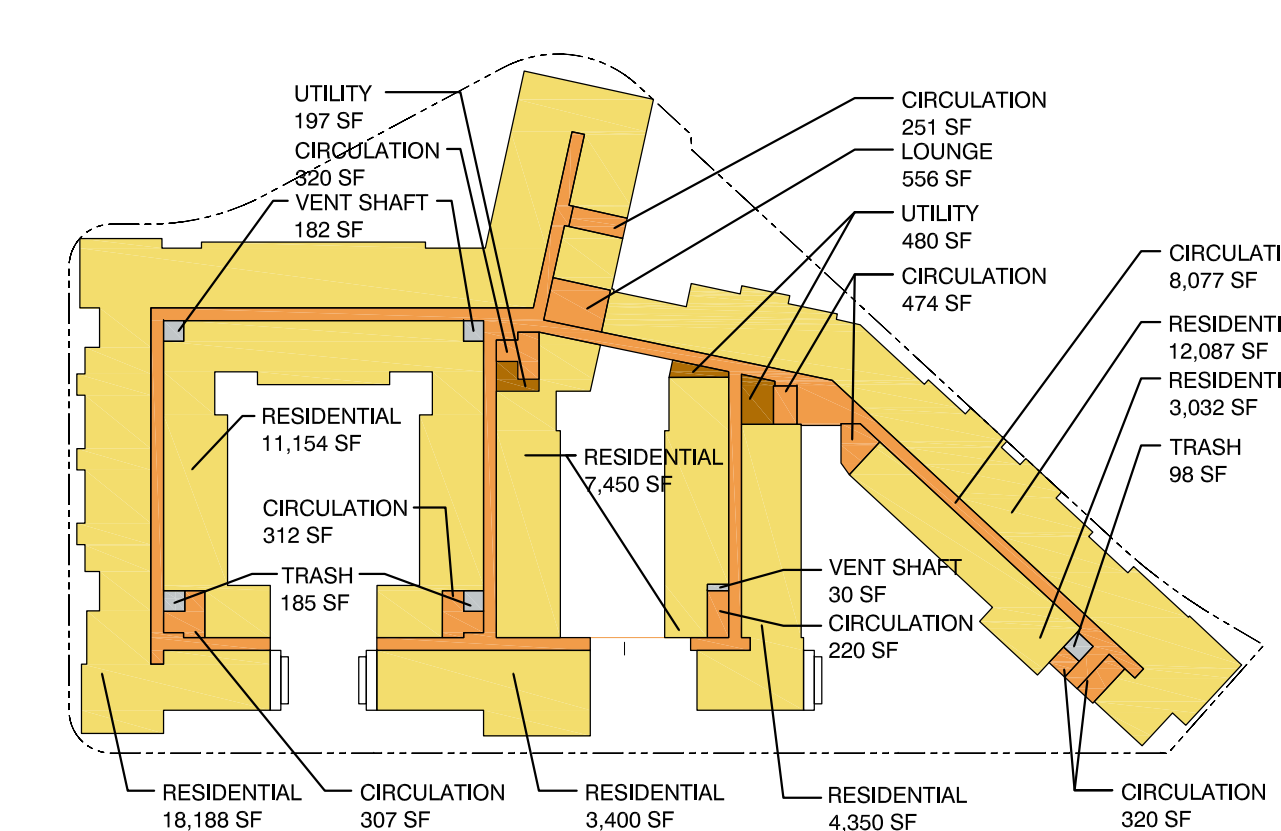 UTILITY
197 SF
CIRCULATION
320 SF
VENT SHAFT
182 SF
CIRCULATION
251 SF
LOUNGE
556 SF
UTILITY
480 SF
CIRCULATION
474 SF
CIRCULATI
8,077 SF
RESIDENTI
12,087 SF
RESIDENTI
3,032 SF
TRASH
98 SF
RESIDENTIAL
11,154 SF
RESIDENTIAL
7,450 SF
CIRCULATION
312 SF
TRASH
185 SF
VENT SHAFT
30 SF
CIRCULATION
220 SF
RESIDENTIAL
18,188 SF
CIRCULATION
307 SF
RESIDENTIAL
3,400 SF
RESIDENTIAL
4,350 SF
CIRCULATION
320 SF